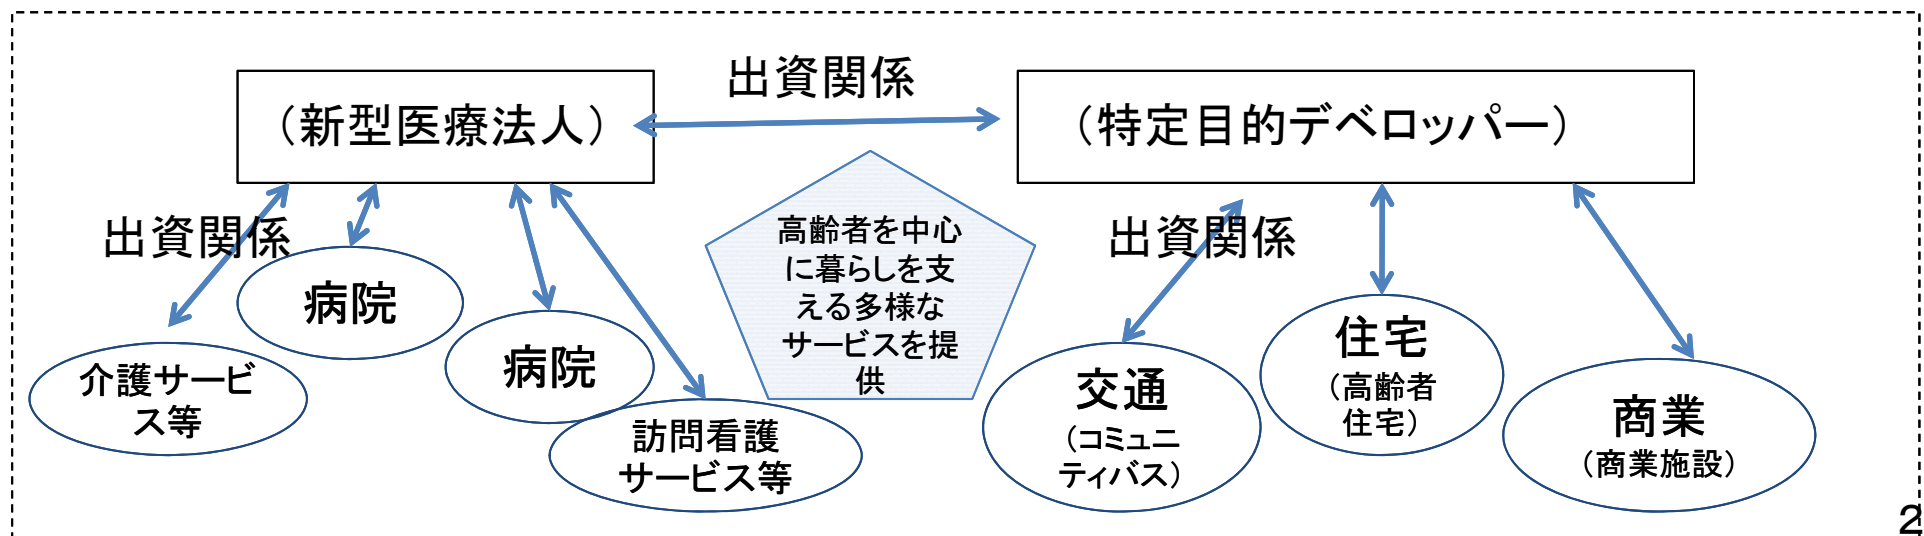 出資関係
（新型医療法人）
（特定目的デベロッパー）
出資関係
出資関係
高齢者を中心
に暮らしを支
える多様な
サービスを提
供
病院
病院
介護サービ
ス等
訪問看護
サービス等
交通
（コミュニ
ティバス）
住宅
（高齢者
住宅）
商業
（商業施設）
2